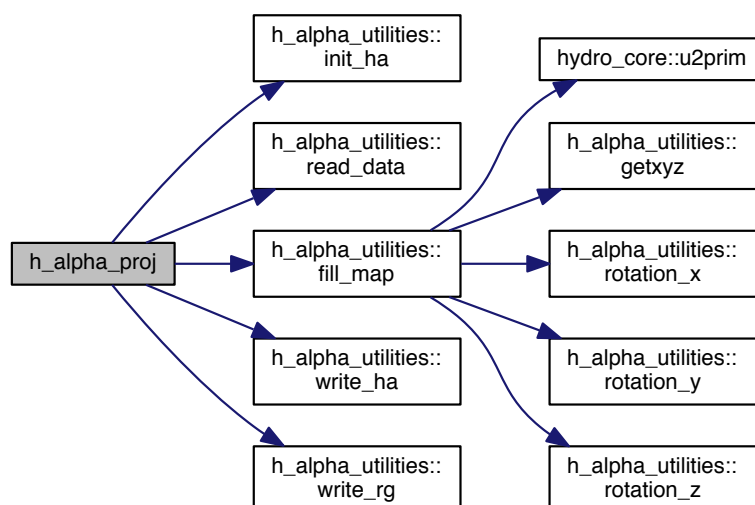 h_alpha_proj
h_alpha_utilities::
init_ha
h_alpha_utilities::
read_data
h_alpha_utilities::
fill_map
h_alpha_utilities::
write_ha
h_alpha_utilities::
write_rg
hydro_core::u2prim
h_alpha_utilities::
getxyz
h_alpha_utilities::
rotation_x
h_alpha_utilities::
rotation_y
h_alpha_utilities::
rotation_z